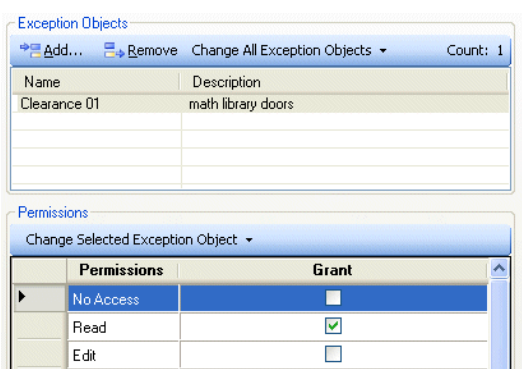 Exception Objects
Add... Remove Change All Exception Objects Count: 1
Name Description
Clearance 01 math library doors
Permissions
Change Selected Exception Object
Permissions Grant
No Access
Read
Edit